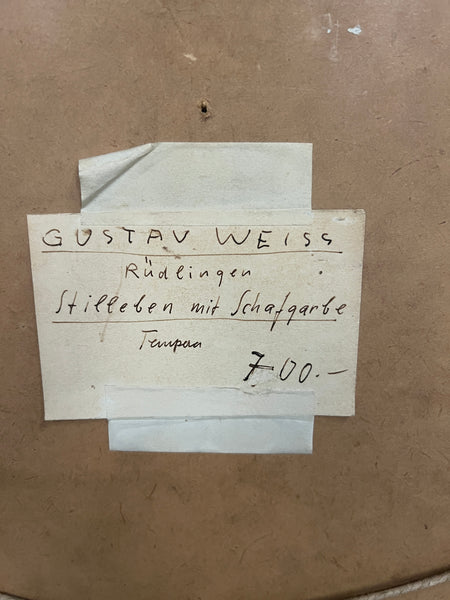 GUSTAV WEISS
Rüdlingen
Stilleben mit Schafgarbe
Tempera
700.-